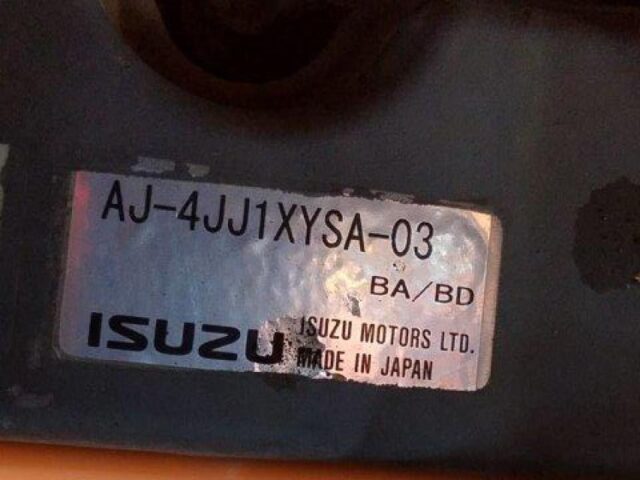 AJ-4JJ1XYSA-03
BA/BD
ISUZU ISUZU MOTORS LTD.
MADE IN JAPAN